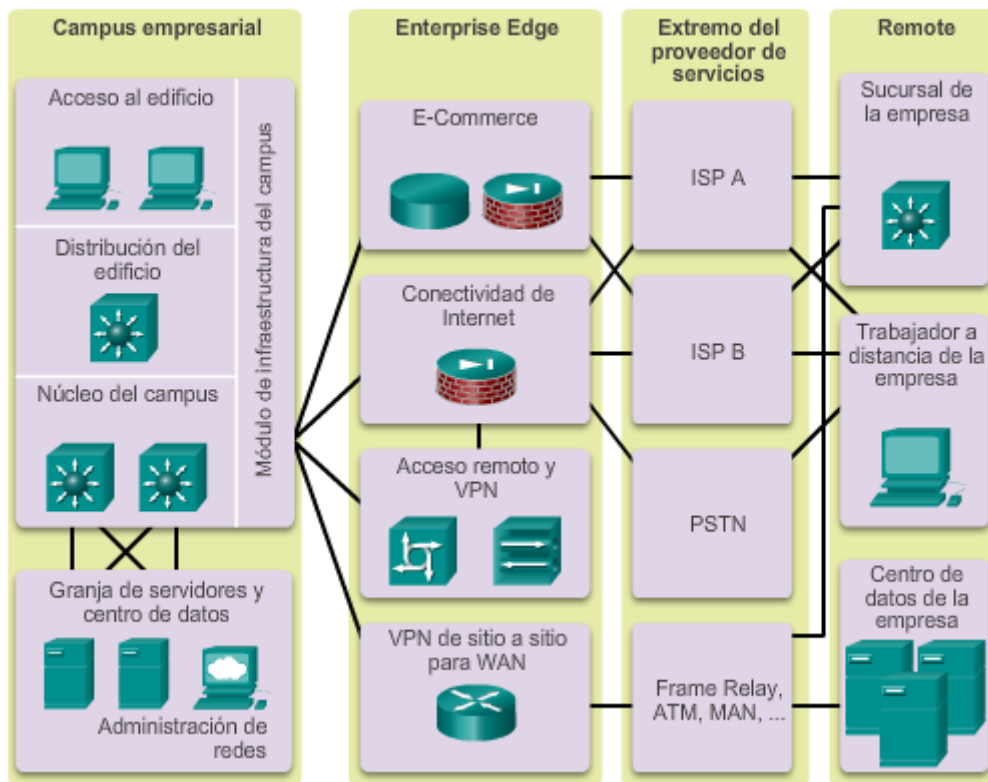 Campus empresarial
Acceso al edificio
Distribución del
edificio
Núcleo del campus
Módulo de infraestructura del campus
Granja de servidores y
centro de datos
Administración de
redes
Enterprise Edge
E-Commerce
Conectividad de
Internet
Acceso remoto y
VPN
VPN de sitio a sitio
para WAN
Extremo del
proveedor de
servicios
ISP A
ISP B
PSTN
Frame Relay,
ATM, MAN, ...
Remote
Sucursal de
la empresa
Trabajador a
distancia de la
empresa
Centro de
datos de la
empresa